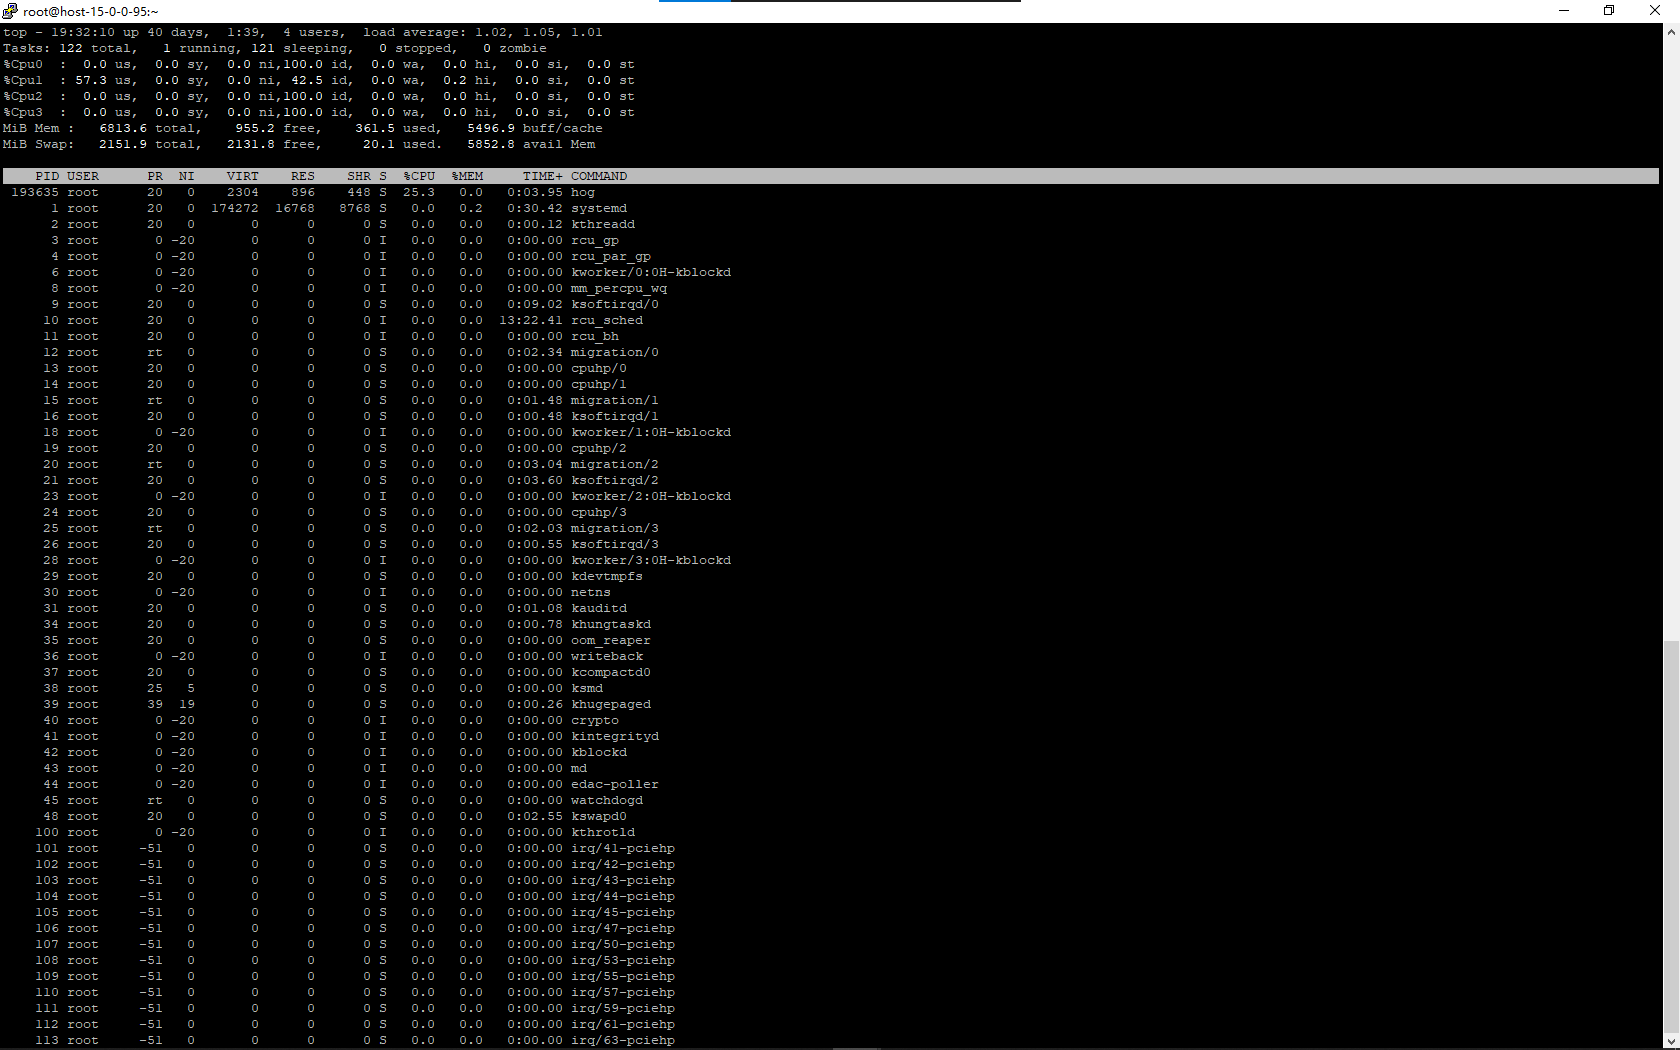 root@host-15-0-0-95:~
top - 19:32:10 up 40 days,  1:39,  4 users,  load average: 1.02, 1.05, 1.01
Tasks: 122 total,   1 running, 121 sleeping,   0 stopped,   0 zombie
%Cpu0  :  0.0 us,  0.0 sy,  0.0 ni,100.0 id,  0.0 wa,  0.0 hi,  0.0 si,  0.0 st
%Cpu1  : 57.3 us,  0.0 sy,  0.0 ni, 42.5 id,  0.0 wa,  0.2 hi,  0.0 si,  0.0 st
%Cpu2  :  0.0 us,  0.0 sy,  0.0 ni,100.0 id,  0.0 wa,  0.0 hi,  0.0 si,  0.0 st
%Cpu3  :  0.0 us,  0.0 sy,  0.0 ni,100.0 id,  0.0 wa,  0.0 hi,  0.0 si,  0.0 st
MiB Mem :   6813.6 total,    955.2 free,    361.5 used,   5496.9 buff/cache
MiB Swap:   2151.9 total,   2131.8 free,     20.1 used.   5852.8 avail Mem
PID USER PR NI VIRT RES SHR S %CPU %MEM TIME+ COMMAND
193635 root 20 0 2304 896 448 S 25.3 0.0 0:03.95 hog
1 root 20 0 174272 16768 8768 S 0.0 0.2 0:30.42 systemd
2 root 20 0 0 0 0 S 0.0 0.0 0:00.12 kthreadd
3 root 0 -20 0 0 0 I 0.0 0.0 0:00.00 rcu_gp
4 root 0 -20 0 0 0 I 0.0 0.0 0:00.00 rcu_par_gp
6 root 0 -20 0 0 0 I 0.0 0.0 0:00.00 kworker/0:0H-kblockd
8 root 0 -20 0 0 0 I 0.0 0.0 0:00.00 mm_percpu_wq
9 root 20 0 0 0 0 S 0.0 0.0 0:09.02 ksoftirqd/0
10 root 20 0 0 0 0 I 0.0 0.0 13:22.41 rcu_sched
11 root 20 0 0 0 0 I 0.0 0.0 0:00.00 rcu_bh
12 root rt 0 0 0 0 S 0.0 0.0 0:02.34 migration/0
13 root 20 0 0 0 0 S 0.0 0.0 0:00.00 cpuhp/0
14 root 20 0 0 0 0 S 0.0 0.0 0:00.00 cpuhp/1
15 root rt 0 0 0 0 S 0.0 0.0 0:01.48 migration/1
16 root 20 0 0 0 0 S 0.0 0.0 0:00.48 ksoftirqd/1
18 root 0 -20 0 0 0 I 0.0 0.0 0:00.00 kworker/1:0H-kblockd
19 root 20 0 0 0 0 S 0.0 0.0 0:00.00 cpuhp/2
20 root rt 0 0 0 0 S 0.0 0.0 0:03.04 migration/2
21 root 20 0 0 0 0 S 0.0 0.0 0:03.60 ksoftirqd/2
23 root 0 -20 0 0 0 I 0.0 0.0 0:00.00 kworker/2:0H-kblockd
24 root 20 0 0 0 0 S 0.0 0.0 0:00.00 cpuhp/3
25 root rt 0 0 0 0 S 0.0 0.0 0:02.03 migration/3
26 root 20 0 0 0 0 S 0.0 0.0 0:00.55 ksoftirqd/3
28 root 0 -20 0 0 0 I 0.0 0.0 0:00.00 kworker/3:0H-kblockd
29 root 20 0 0 0 0 S 0.0 0.0 0:00.00 kdevtmpfs
30 root 0 -20 0 0 0 I 0.0 0.0 0:00.00 netns
31 root 20 0 0 0 0 S 0.0 0.0 0:01.08 kauditd
34 root 20 0 0 0 0 S 0.0 0.0 0:00.78 khungtaskd
35 root 20 0 0 0 0 S 0.0 0.0 0:00.00 oom_reaper
36 root 0 -20 0 0 0 I 0.0 0.0 0:00.00 writeback
37 root 20 0 0 0 0 S 0.0 0.0 0:00.00 kcompactd0
38 root 25 5 0 0 0 S 0.0 0.0 0:00.00 ksmd
39 root 39 19 0 0 0 S 0.0 0.0 0:00.26 khugepaged
40 root 0 -20 0 0 0 I 0.0 0.0 0:00.00 crypto
41 root 0 -20 0 0 0 I 0.0 0.0 0:00.00 kintegrityd
42 root 0 -20 0 0 0 I 0.0 0.0 0:00.00 kblockd
43 root 0 -20 0 0 0 I 0.0 0.0 0:00.00 md
44 root 0 -20 0 0 0 I 0.0 0.0 0:00.00 edac-poller
45 root rt 0 0 0 0 S 0.0 0.0 0:00.00 watchdogd
48 root 20 0 0 0 0 S 0.0 0.0 0:02.55 kswapd0
100 root 0 -20 0 0 0 I 0.0 0.0 0:00.00 kthrotld
101 root -51 0 0 0 0 S 0.0 0.0 0:00.00 irq/41-pciehp
102 root -51 0 0 0 0 S 0.0 0.0 0:00.00 irq/42-pciehp
103 root -51 0 0 0 0 S 0.0 0.0 0:00.00 irq/43-pciehp
104 root -51 0 0 0 0 S 0.0 0.0 0:00.00 irq/44-pciehp
105 root -51 0 0 0 0 S 0.0 0.0 0:00.00 irq/45-pciehp
106 root -51 0 0 0 0 S 0.0 0.0 0:00.00 irq/47-pciehp
107 root -51 0 0 0 0 S 0.0 0.0 0:00.00 irq/50-pciehp
108 root -51 0 0 0 0 S 0.0 0.0 0:00.00 irq/53-pciehp
109 root -51 0 0 0 0 S 0.0 0.0 0:00.00 irq/55-pciehp
110 root -51 0 0 0 0 S 0.0 0.0 0:00.00 irq/57-pciehp
111 root -51 0 0 0 0 S 0.0 0.0 0:00.00 irq/59-pciehp
112 root -51 0 0 0 0 S 0.0 0.0 0:00.00 irq/61-pciehp
113 root -51 0 0 0 0 S 0.0 0.0 0:00.00 irq/63-pciehp